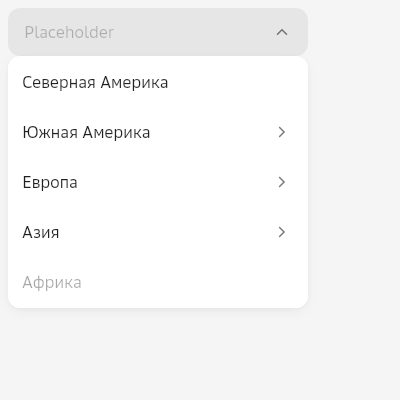 Placeholder
Северная Америка
Южная Америка
Европа
Азия
Африка